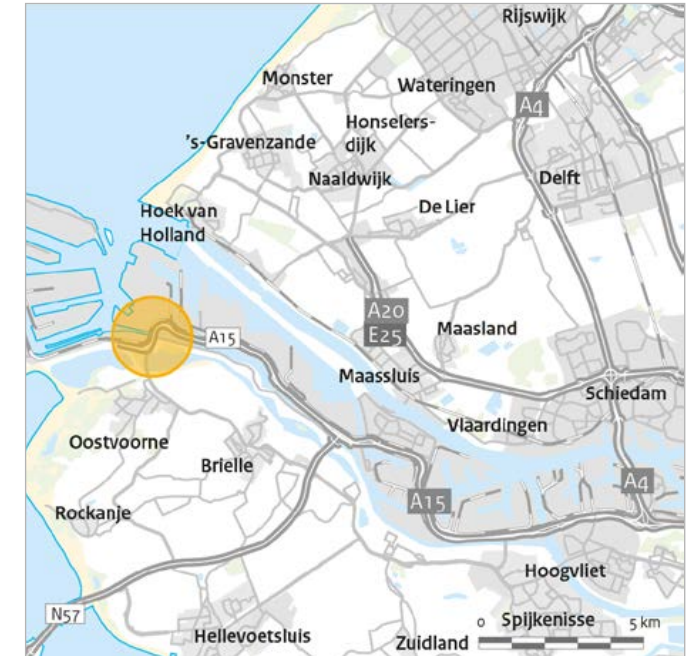 Rijswijk
Monster
Wateringen
A4
Honselers-
dijk
's-Gravenzande
Naaldwijk
Delft
De Lier
Hoek van
Holland
A20
E25
A15
Maasland
Maassluis
Schiedam
Vlaardingen
Oostvoorne
Brielle
A4
A15
Rockanje
Hoogvliet
N57
0 Spijkenisse 5 km
Hellevoetsluis
Zuidland